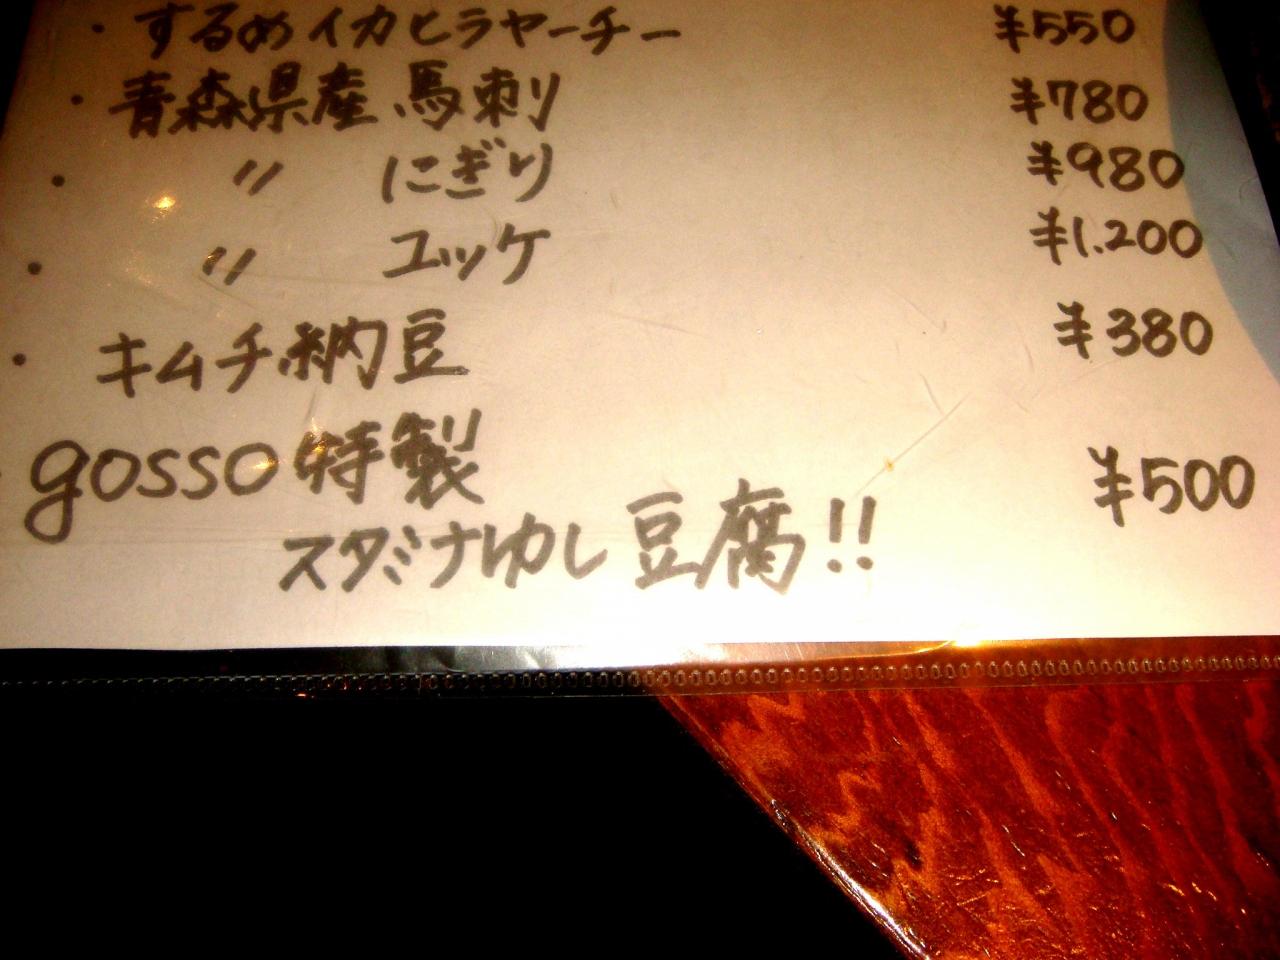 ・するめイカヒラヤーチー ¥550
・青森県産 馬刺り ¥780
・〃 にぎり ¥980
・〃 ユッケ ¥1.200
・キムチ納豆 ¥380
・gosso特製 ¥500
スタミナゆし豆腐!!